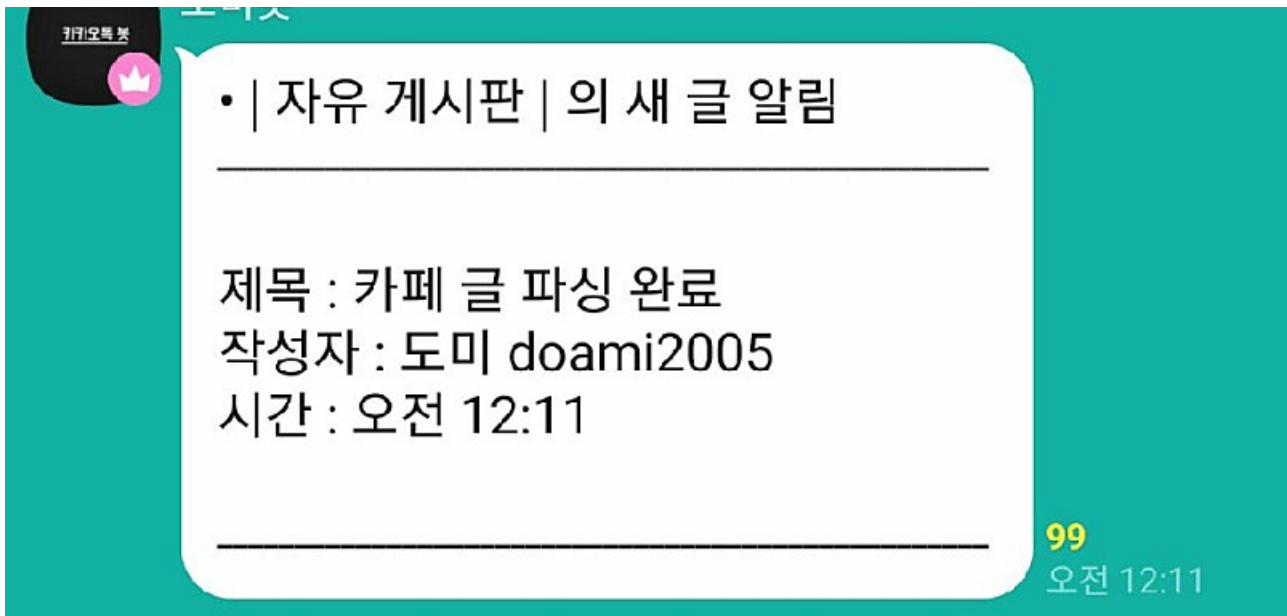 카카오톡 봇
• | 자유 게시판 | 의 새 글 알림
제목 : 카페 글 파싱 완료
작성자 : 도미 doami2005
시간 : 오전 12:11
99
오전 12:11